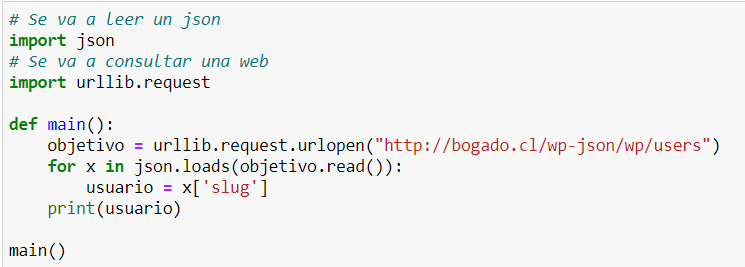 # Se va a leer un json
import json
# Se va a consultar una web
import urllib.request

def main():
    objetivo = urllib.request.urlopen("http://bogado.cl/wp-json/wp/users")
    for x in json.loads(objetivo.read()):
        usuario = x['slug']
    print(usuario)

main()